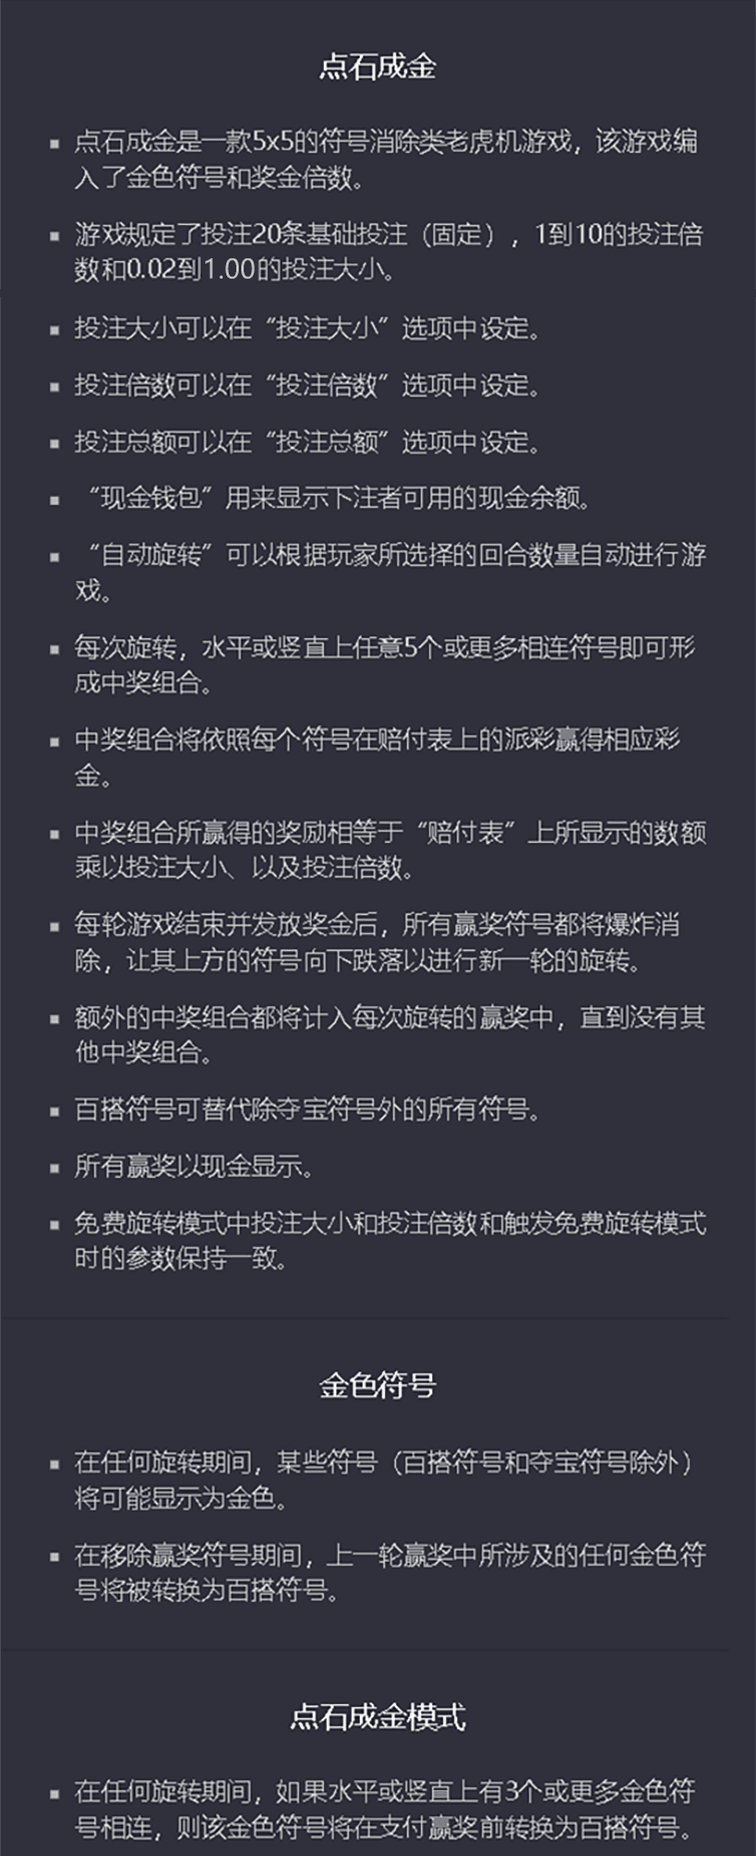 点石成金
▪ 点石成金是一款5x5的符号消除类老虎机游戏，该游戏编
入了金色符号和奖金倍数。
▪ 游戏规定了投注20条基础投注（固定），1到10的投注倍
数和0.02到1.00的投注大小。
▪ 投注大小可以在“投注大小”选项中设定。
▪ 投注倍数可以在“投注倍数”选项中设定。
▪ 投注总额可以在“投注总额”选项中设定。
▪ “现金钱包”用来显示下注者可用的现金余额。
▪ “自动旋转”可以根据玩家所选择的回合数量自动进行游
戏。
▪ 每次旋转，水平或竖直上任意5个或更多相连符号即可形
成中奖组合。
▪ 中奖组合将依照每个符号在赔付表上的派彩赢得相应彩
金。
▪ 中奖组合所赢得的奖励相等于“赔付表”上所显示的数额
乘以投注大小、以及投注倍数。
▪ 每轮游戏结束并发放奖金后，所有赢奖符号都将爆炸消
除，让其上方的符号向下跌落以进行新一轮的旋转。
▪ 额外的中奖组合都将计入每次旋转的赢奖中，直到没有其
他中奖组合。
▪ 百搭符号可替代除夺宝符号外的所有符号。
▪ 所有赢奖以现金显示。
▪ 免费旋转模式中投注大小和投注倍数和触发免费旋转模式
时的参数保持一致。
金色符号
▪ 在任何旋转期间，某些符号（百搭符号和夺宝符号除外）
将可能显示为金色。
▪ 在移除赢奖符号期间，上一轮赢奖中所涉及的任何金色符
号将被转换为百搭符号。
点石成金模式
▪ 在任何旋转期间，如果水平或竖直上有3个或更多金色符
号相连，则该金色符号将在支付赢奖前转换为百搭符号。